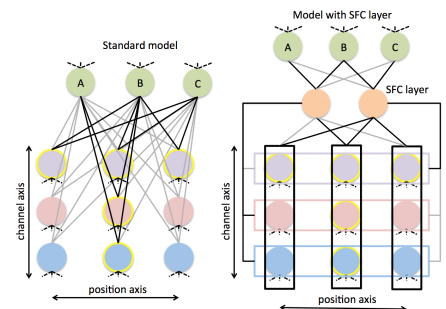 Standard model
A
B
C
channel axis
position axis
Model with SFC layer
A
B
C
SFC layer
channel axis
position axis